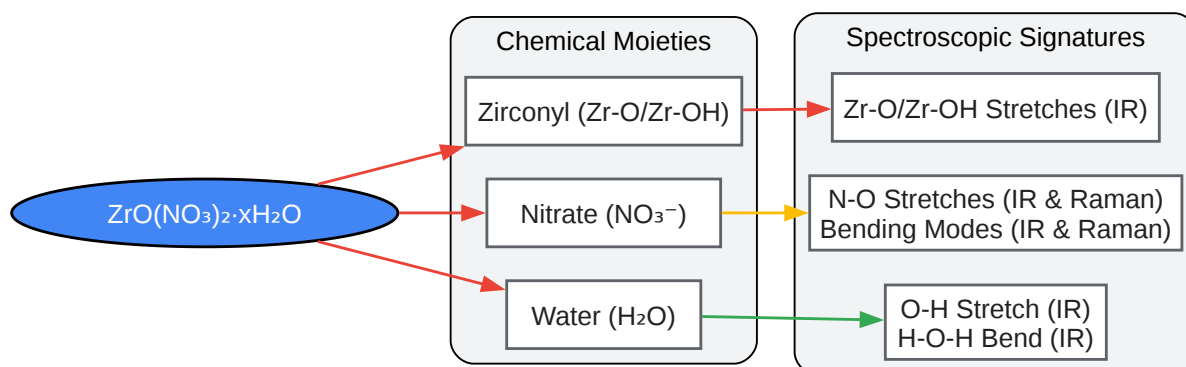 Chemical Moieties
Spectroscopic Signatures
Zirconyl (Zr-O/Zr-OH)
Zr-O/Zr-OH Stretches (IR)
ZrO(NO₃)₂·xH₂O
Nitrate (NO₃⁻)
N-O Stretches (IR & Raman)
Bending Modes (IR & Raman)
Water (H₂O)
O-H Stretch (IR)
H-O-H Bend (IR)